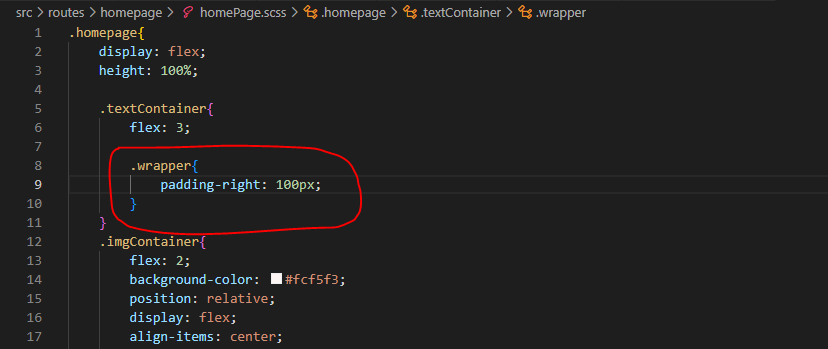 src > routes > homepage > homePage.scss > .homepage > .textContainer > .wrapper
1 .homepage{
2 display: flex;
3 height: 100%;
4
5 .textContainer{
6 flex: 3;
7
8 .wrapper{
9 padding-right: 100px;
10 }
11 }
12 .imgContainer{
13 flex: 2;
14 background-color: #fcf5f3;
15 position: relative;
16 display: flex;
17 align-items: center;